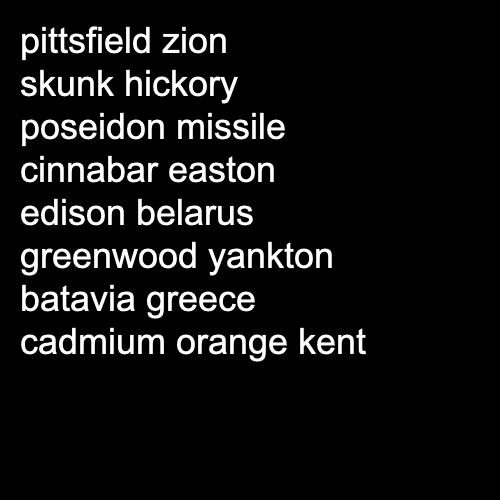 pittsfield zion
skunk hickory
poseidon missile
cinnabar easton
edison belarus
greenwood yankton
batavia greece
cadmium orange kent